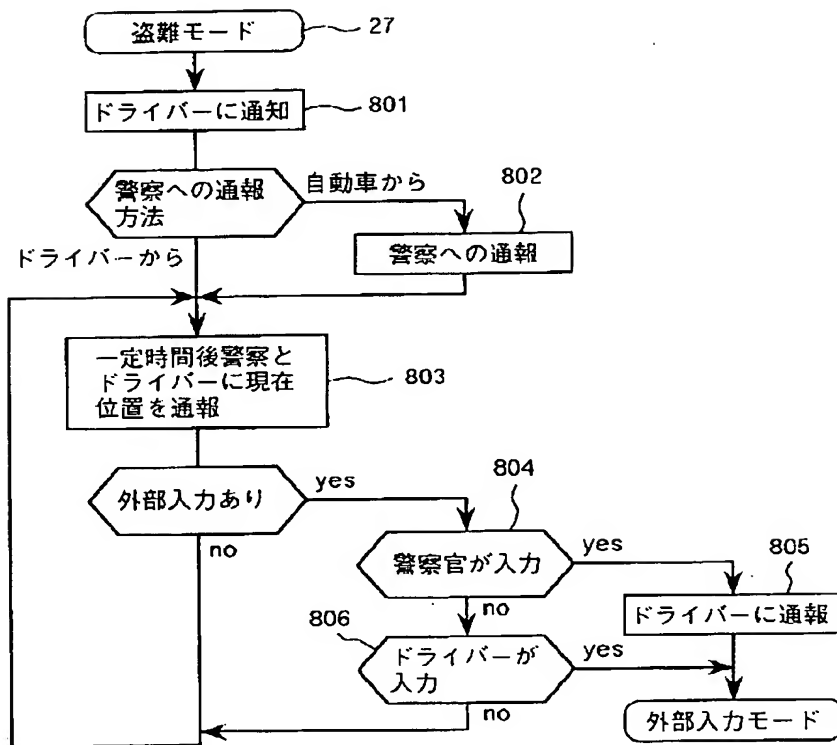 盗難モード
27
ドライバーに通知
801
警察への通報
方法
自動車から
802
警察への通報
ドライバーから
一定時間後警察と
ドライバーに現在
位置を通報
803
外部入力あり
yes
no
804
警察官が入力
yes
no
805
ドライバーに通報
806
ドライバーが
入力
yes
no
外部入力モード